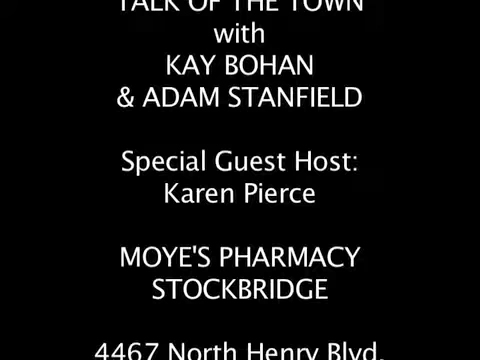 TALK OF THE TOWN
with
KAY BOHAN
& ADAM STANFIELD
Special Guest Host:
Karen Pierce
MOYE'S PHARMACY
STOCKBRIDGE
4467 North Henry Blvd.